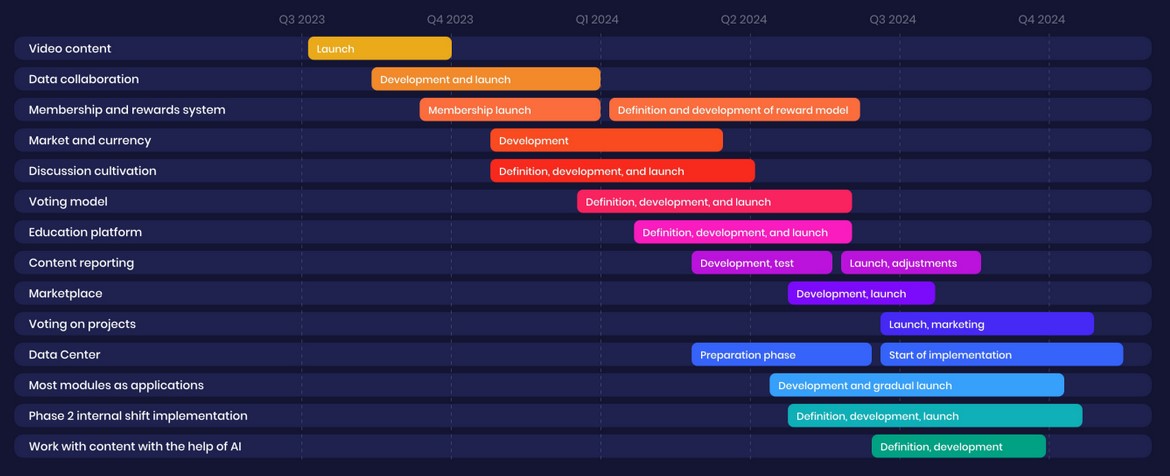 Q3 2023 Q4 2023 Q1 2024 Q2 2024 Q3 2024 Q4 2024
Video content Launch
Data collaboration Development and launch
Membership and rewards system Membership launch Definition and development of reward model
Market and currency Development
Discussion cultivation Definition, development, and launch
Voting model Definition, development, and launch
Education platform Definition, development, and launch
Content reporting Development, test Launch, adjustments
Marketplace Development, launch
Voting on projects Launch, marketing
Data Center Preparation phase Start of implementation
Most modules as applications Development and gradual launch
Phase 2 internal shift implementation Definition, development, launch
Work with content with the help of AI Definition, development